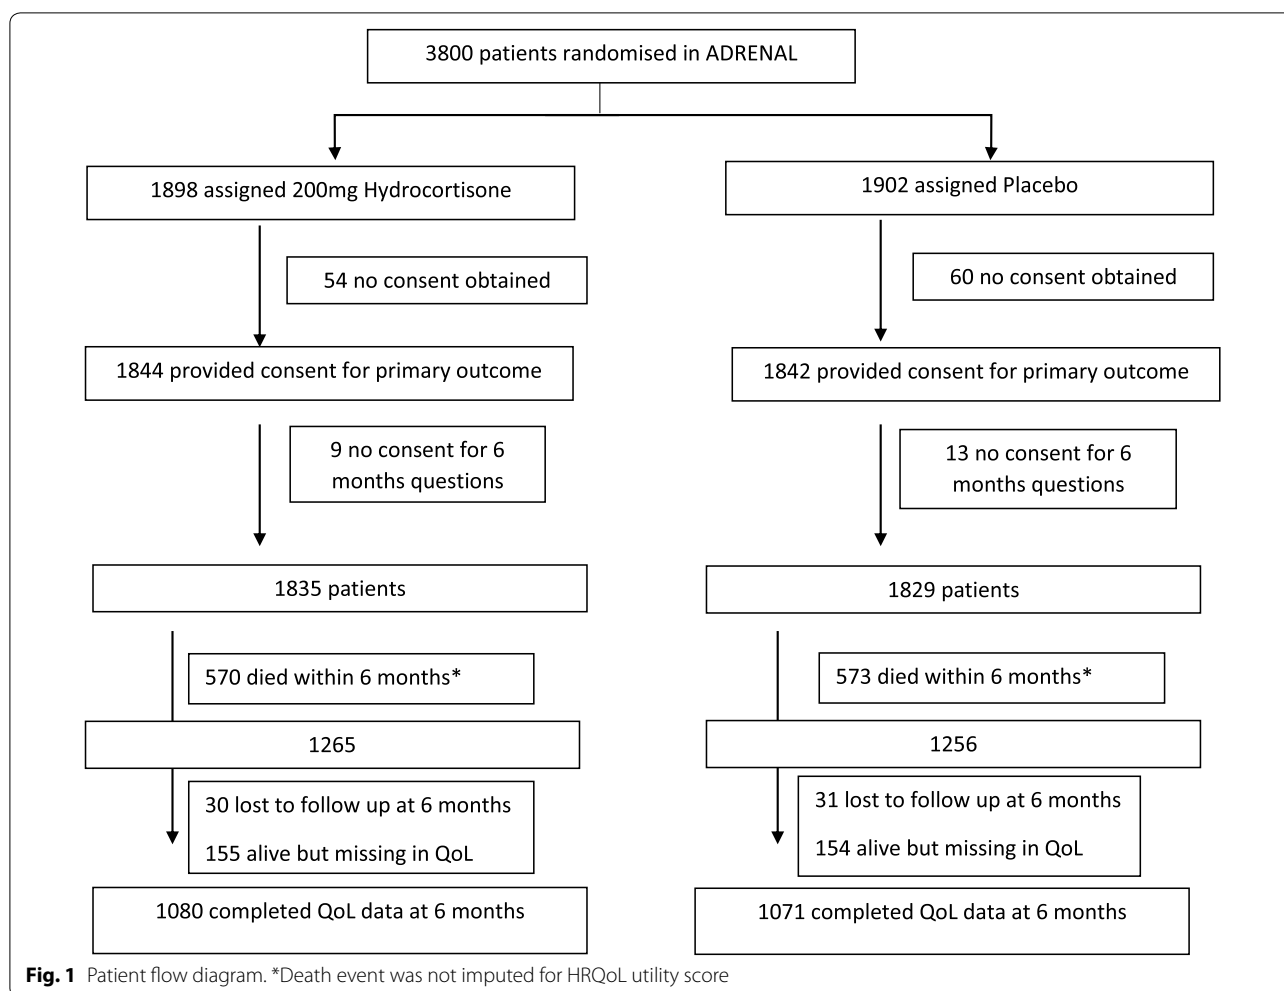 3800 patients randomised in ADRENAL
1898 assigned 200mg Hydrocortisone
1902 assigned Placebo
54 no consent obtained
60 no consent obtained
1844 provided consent for primary outcome
1842 provided consent for primary outcome
9 no consent for 6
months questions
13 no consent for 6
months questions
1835 patients
1829 patients
570 died within 6 months*
573 died within 6 months*
1265
1256
30 lost to follow up at 6 months
155 alive but missing in QoL
31 lost to follow up at 6 months
154 alive but missing in QoL
1080 completed QoL data at 6 months
1071 completed QoL data at 6 months
Fig. 1 Patient flow diagram. *Death event was not imputed for HRQoL utility score